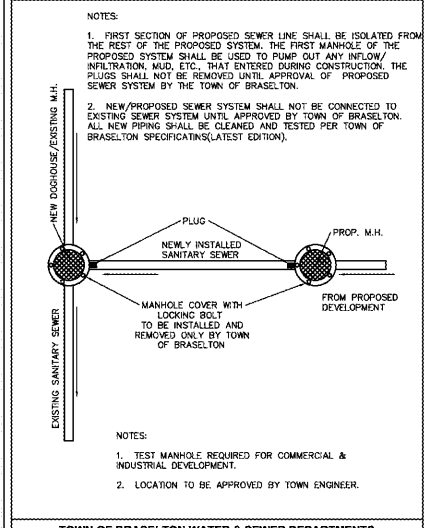 NOTES:
1. FIRST SECTION OF PROPOSED SEWER LINE SHALL BE ISOLATED FROM
THE REST OF THE PROPOSED SYSTEM. THE FIRST MANHOLE OF THE
PROPOSED SYSTEM SHALL BE USED TO PUMP OUT ANY INFLOW/
INFILTRATION, MUD, ETC., THAT ENTERED DURING CONSTRUCTION. THE
PLUGS SHALL NOT BE REMOVED UNTIL APPROVAL OF PROPOSED
SEWER SYSTEM BY THE TOWN OF BRASELTON.
2. NEW/PROPOSED SEWER SYSTEM SHALL NOT BE CONNECTED TO
EXISTING SEWER SYSTEM UNTIL APPROVED BY TOWN OF BRASELTON.
ALL NEW PIPING SHALL BE CLEANED AND TESTED PER TOWN OF
BRASELTON SPECIFICATINS(LATEST EDITION).
NEW DOGHOUSE/EXISTING M.H.
PLUG
NEWLY INSTALLED
SANITARY SEWER
PROP. M.H.
MANHOLE COVER WITH
LOCKING BOLT
TO BE INSTALLED AND
REMOVED ONLY BY TOWN
OF BRASELTON
FROM PROPOSED
DEVELOPMENT
EXISTING SANITARY SEWER
NOTES:
1. TEST MANHOLE REQUIRED FOR COMMERCIAL &
INDUSTRIAL DEVELOPMENT.
2. LOCATION TO BE APPROVED BY TOWN ENGINEER.
TOWN OF BRASELTON WATER & SEWER DEPARTMENTS